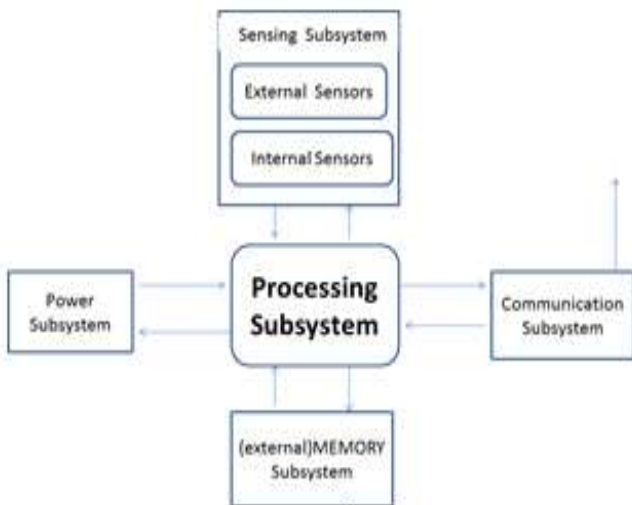 Sensing Subsystem
External Sensors
Internal Sensors
Power
Subsystem
Processing
Subsystem
Communication
Subsystem
(external)MEMORY
Subsystem